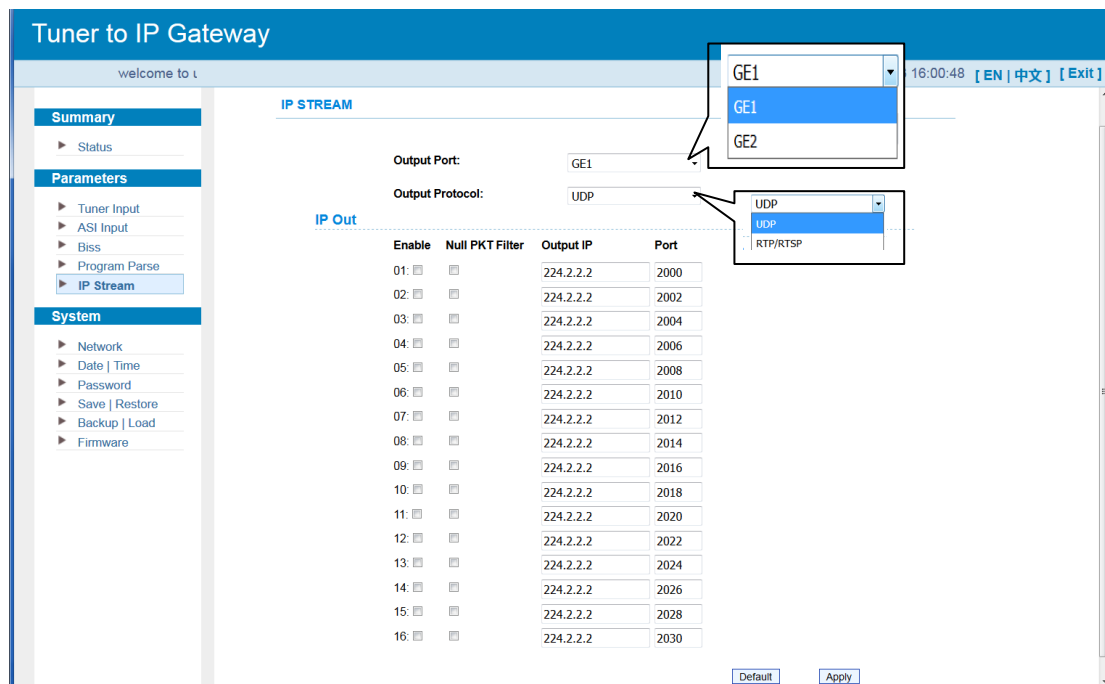 Tuner to IP Gateway
welcome to
16:00:48 [ EN | 中文 ] [ Exit ]
GE1
GE1
GE2
Summary
Status
Parameters
Tuner Input
ASI Input
Biss
Program Parse
IP Stream
System
Network
Date | Time
Password
Save | Restore
Backup | Load
Firmware
IP STREAM
Output Port: GE1
Output Protocol: UDP
UDP
UDP
RTP/RTSP
IP Out
Enable Null PKT Filter Output IP Port
01: 224.2.2.2 2000
02: 224.2.2.2 2002
03: 224.2.2.2 2004
04: 224.2.2.2 2006
05: 224.2.2.2 2008
06: 224.2.2.2 2010
07: 224.2.2.2 2012
08: 224.2.2.2 2014
09: 224.2.2.2 2016
10: 224.2.2.2 2018
11: 224.2.2.2 2020
12: 224.2.2.2 2022
13: 224.2.2.2 2024
14: 224.2.2.2 2026
15: 224.2.2.2 2028
16: 224.2.2.2 2030
Default Apply